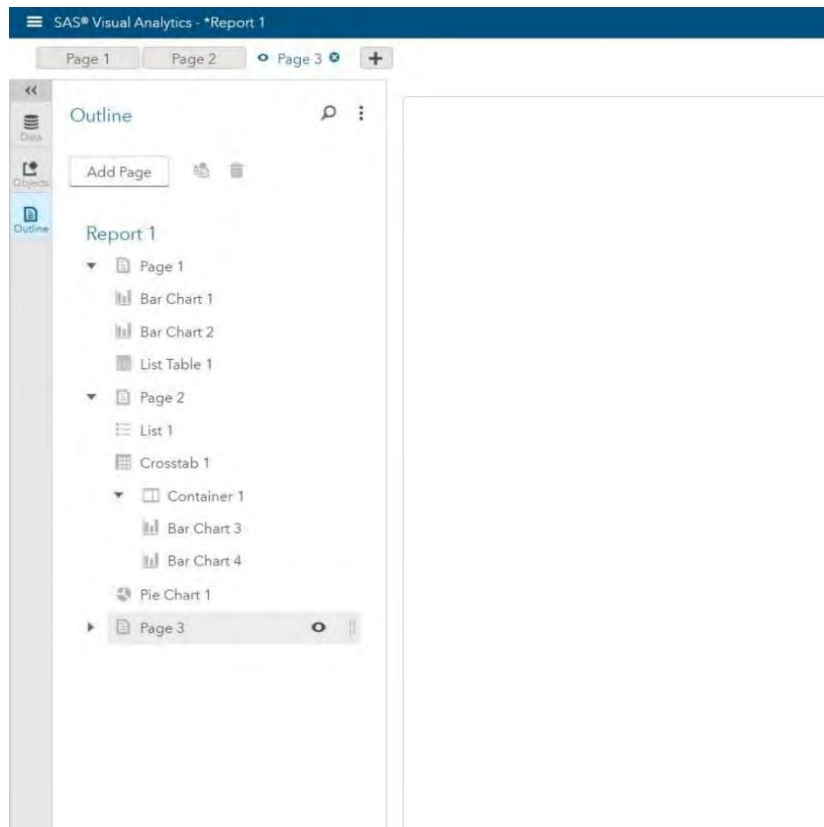 SAS® Visual Analytics - *Report 1
Page 1 Page 2 Page 3 +
Data
Objects
Outline
Outline
Add Page
Report 1
Page 1
Bar Chart 1
Bar Chart 2
List Table 1
Page 2
List 1
Crosstab 1
Container 1
Bar Chart 3
Bar Chart 4
Pie Chart 1
Page 3